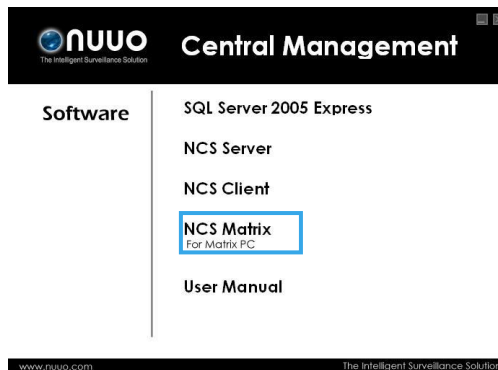 nuuo
The Intelligent Surveillance Solution
Central Management
Software
SQL Server 2005 Express
NCS Server
NCS Client
NCS Matrix
For Matrix PC
User Manual
www.nuuo.com
The Intelligent Surveillance Solution